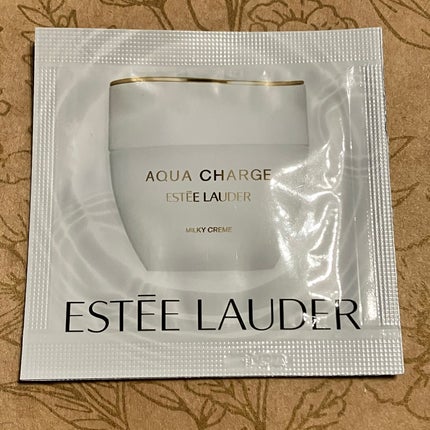 AQUA CHARGE
ESTĒE LAUDER
MILKY CREME
ESTĒE LAUDER